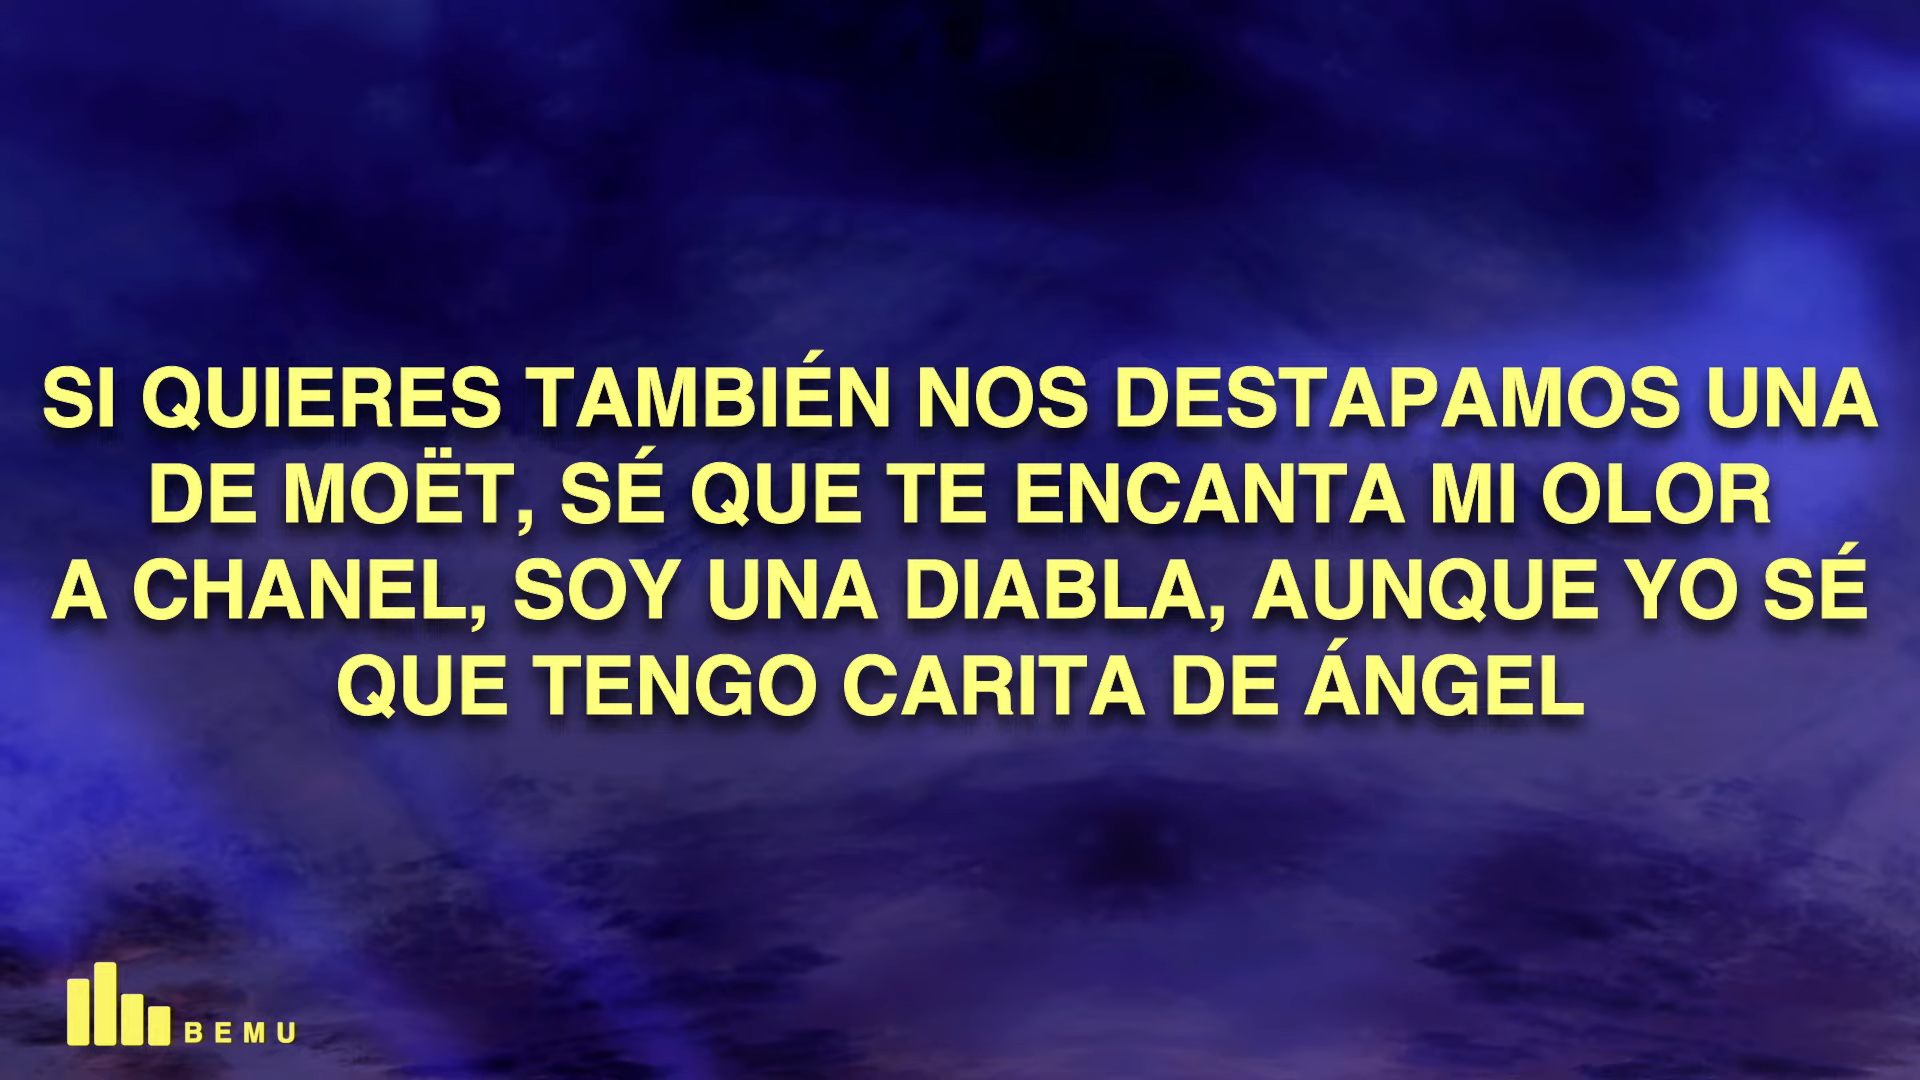 SI QUIERES TAMBIÉN NOS DESTAPAMOS UNA
DE MOËT, SÉ QUE TE ENCANTA MI OLOR
A CHANEL, SOY UNA DIABLA, AUNQUE YO SÉ
QUE TENGO CARITA DE ÁNGEL
BEMU